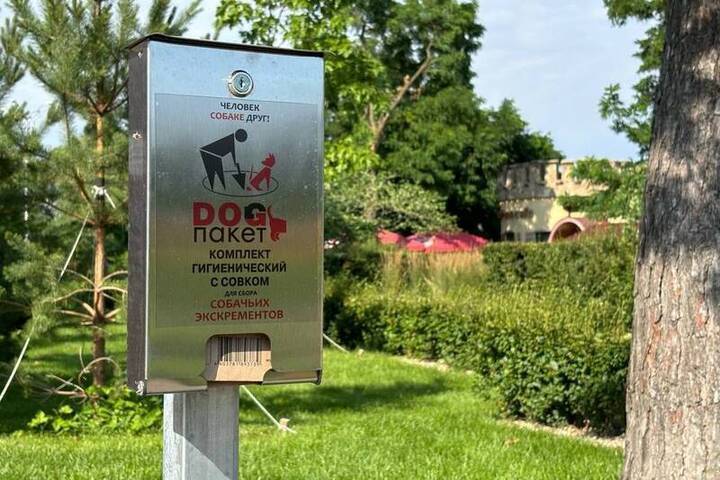 ЧЕЛОВЕК
СОБАКЕ ДРУГ!
DOG
пакет
КОМПЛЕКТ
ГИГИЕНИЧЕСКИЙ
С СОВКОМ
ДЛЯ СБОРА
СОБАЧЬИХ
ЭКСКРЕМЕНТОВ